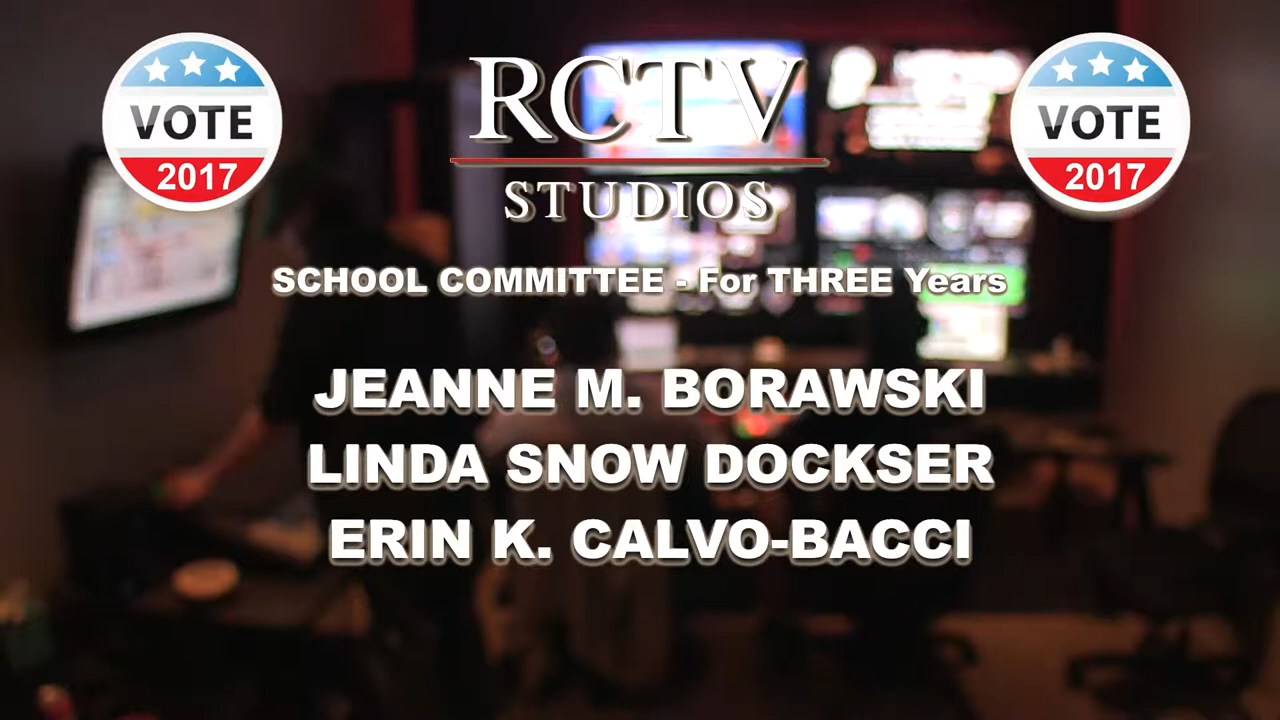 VOTE
2017
RCTV
STUDIOS
VOTE
2017
SCHOOL COMMITTEE - For THREE Years
JEANNE M. BORAWSKI
LINDA SNOW DOCKSER
ERIN K. CALVO-BACCI